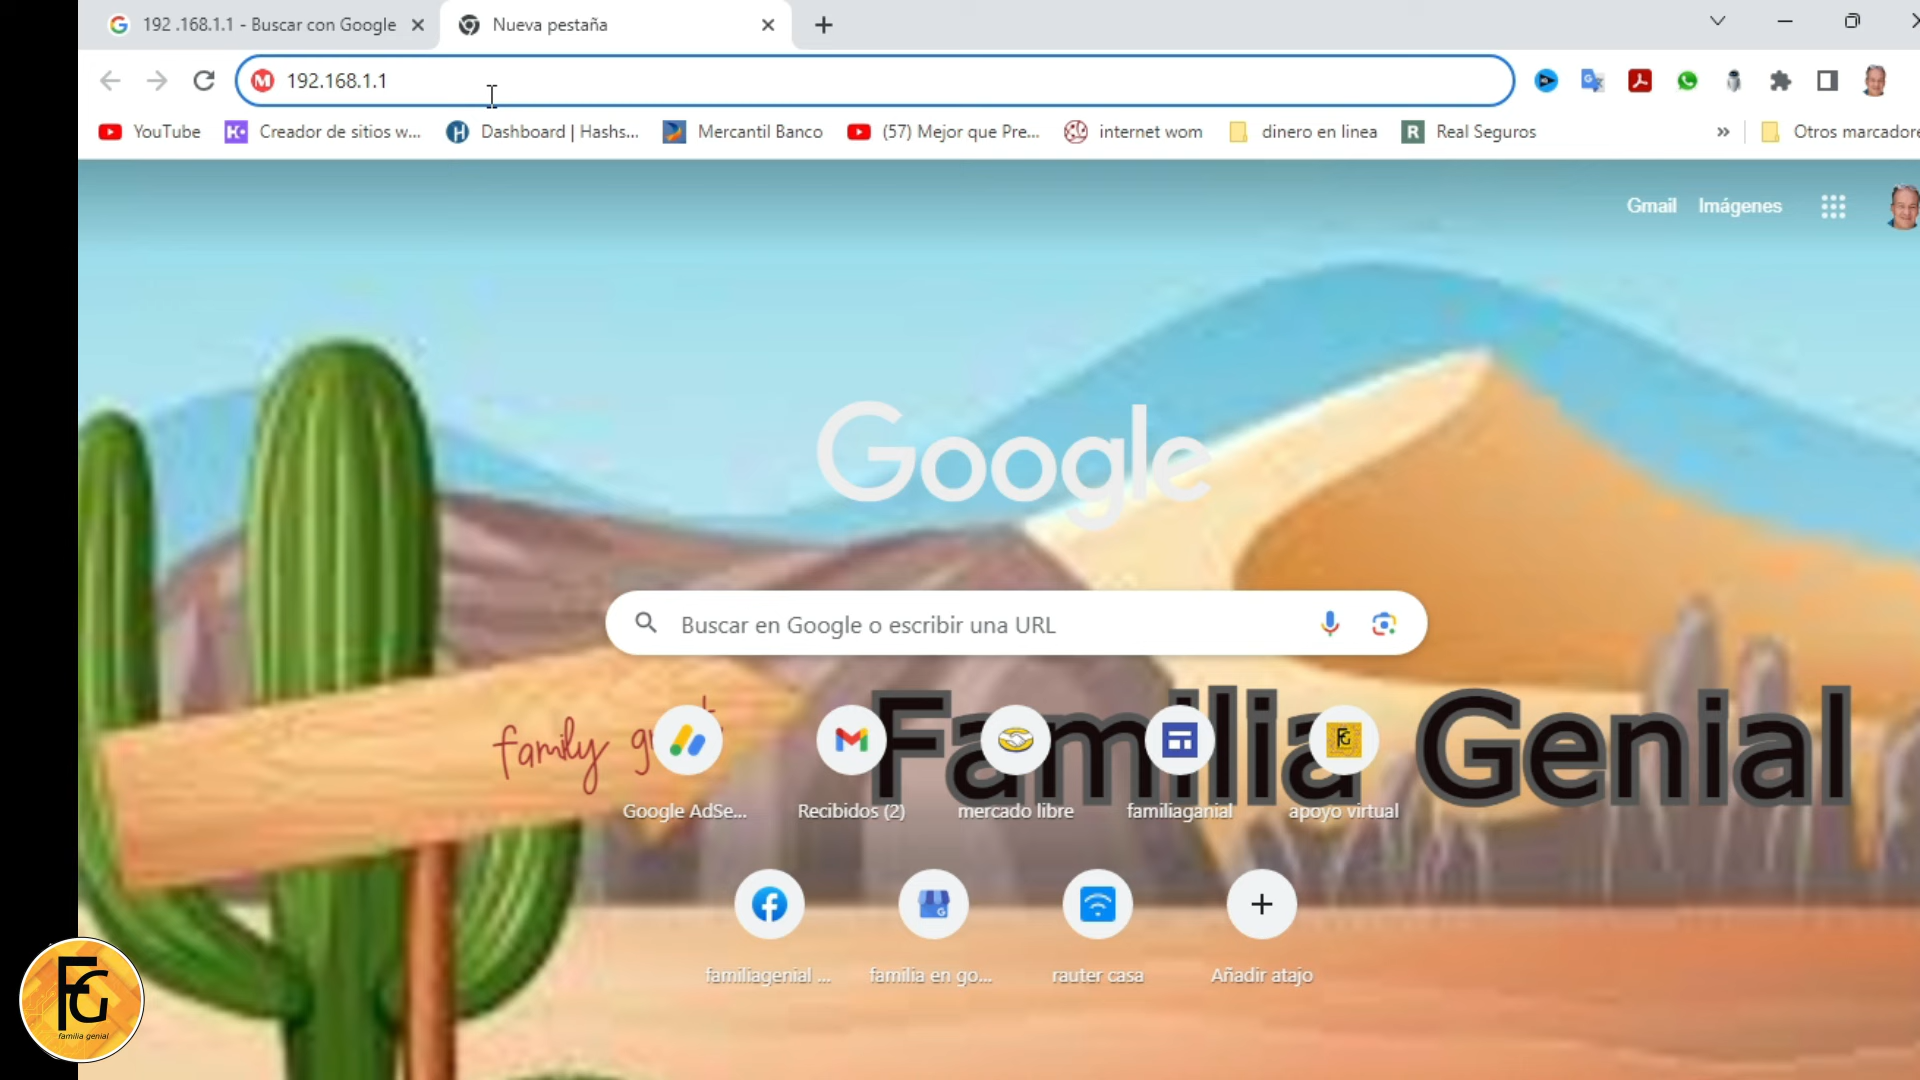 192 .168.1.1 - Buscar con Google
Nueva pestaña
192.168.1.1
YouTube
Creador de sitios w...
Dashboard | Hashs...
Mercantil Banco
(57) Mejor que Pre...
internet wom
dinero en linea
Real Seguros
»
Otros marcadore
Gmail
Imágenes
Google
Buscar en Google o escribir una URL
family
Familia Genial
Google AdSe...
Recibidos (2)
mercado libre
familiaganial
apoyo virtual
familiagenial ...
familia en go...
rauter casa
Añadir atajo
FG
familia genial